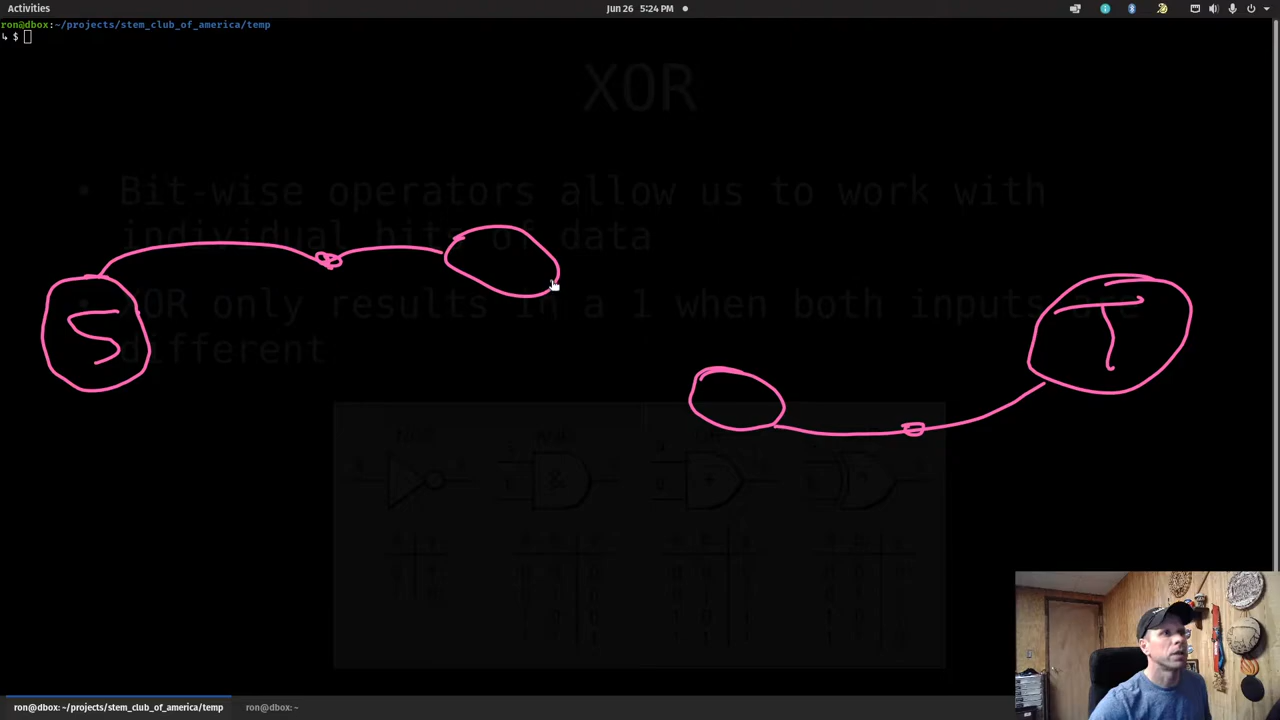 Activities
Jun 26 5:24 PM
ron@dbox:~/projects/stem_club_of_america/temp
↳ $
XOR
• Bit-wise operators allow us to work with
individual bits of data
• XOR only results in a 1 when both inputs are
different
S
T
ron@dbox: ~/projects/stem_club_of_america/temp
ron@dbox: ~